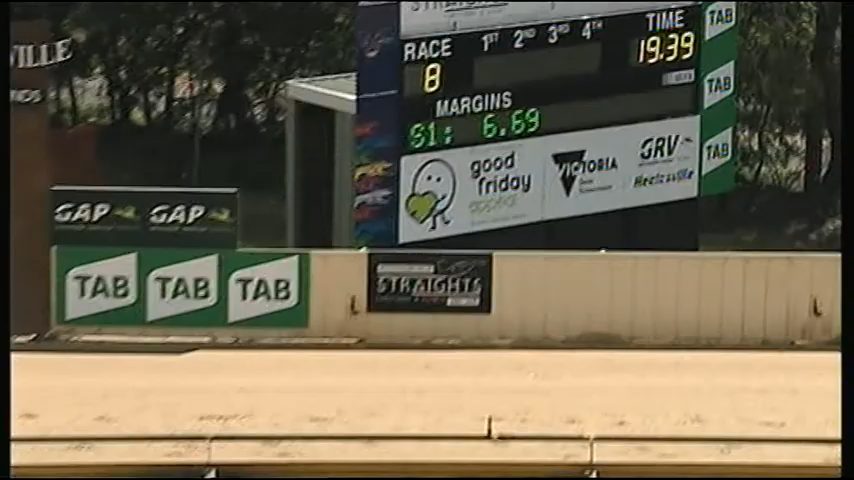 VILLE
1ST 2ND 3RD 4TH
TIME
RACE
19.39
8
MARGINS
S1: 6.69
good
friday
appeal
VICTORIA
GRV
Healesville
TAB
TAB
TAB
GAP GAP
TAB TAB TAB
STRAIGHTS